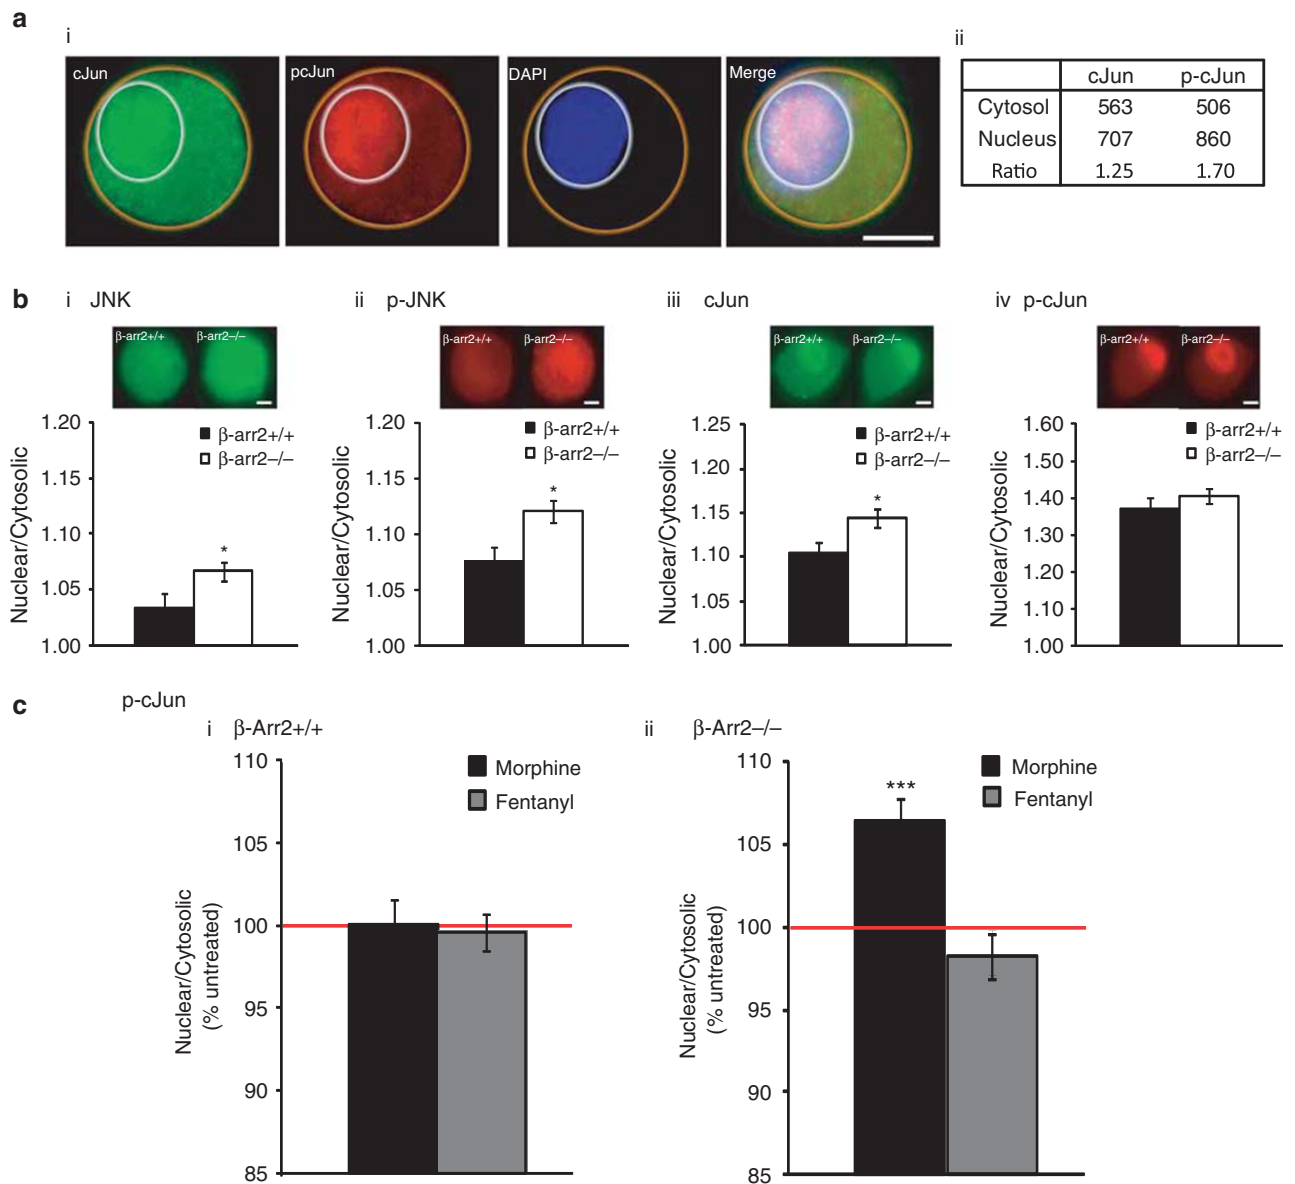 a
i
ii
cJun
pcJun
DAPI
Merge
cJun p-cJun
Cytosol 563 506
Nucleus 707 860
Ratio 1.25 1.70
b
i JNK
β-arr2+/+ β-arr2–/–
1.20
1.15
1.10
1.05
1.00
Nuclear/Cytosolic
β-arr2+/+
β-arr2–/–
*
ii p-JNK
β-arr2+/+ β-arr2–/–
1.20
1.15
1.10
1.05
1.00
Nuclear/Cytosolic
β-arr2+/+
β-arr2–/–
*
iii cJun
β-arr2+/+ β-arr2–/–
1.25
1.20
1.15
1.10
1.05
1.00
Nuclear/Cytosolic
β-arr2+/+
β-arr2–/–
*
iv p-cJun
β-arr2+/+ β-arr2–/–
1.60
1.50
1.40
1.30
1.20
1.10
1.00
Nuclear/Cytosolic
β-arr2+/+
β-arr2–/–
c
p-cJun
i β-Arr2+/+
110
105
100
95
90
85
Nuclear/Cytosolic
(% untreated)
Morphine
Fentanyl
ii β-Arr2–/–
110
105
100
95
90
85
Nuclear/Cytosolic
(% untreated)
Morphine
Fentanyl
***